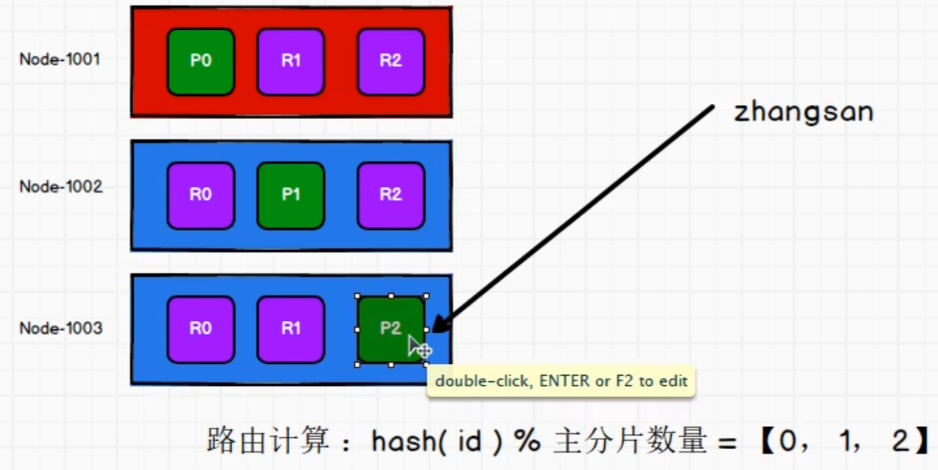 Node-1001
P0
R1
R2
zhangsan
Node-1002
R0
P1
R2
Node-1003
R0
R1
P2
double-click, ENTER or F2 to edit
路由计算：hash( id ) % 主分片数量 = 【0， 1， 2】